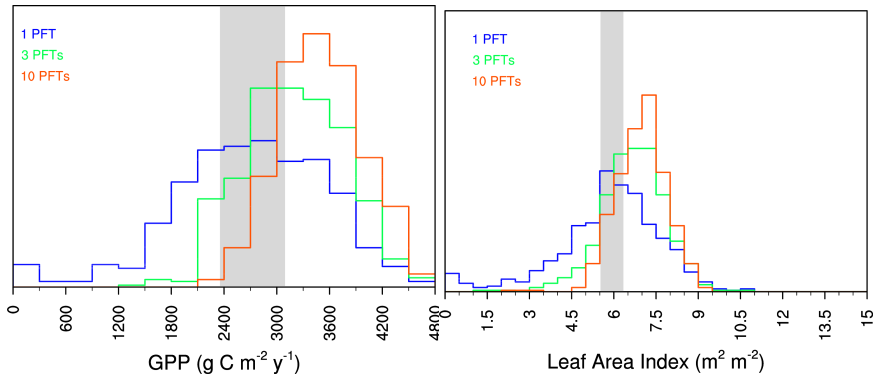 1 PFT
3 PFTs
10 PFTs
0 600 1200 1800 2400 3000 3600 4200 4800
GPP (g C m⁻² y⁻¹)
1 PFT
3 PFTs
10 PFTs
0 1.5 3 4.5 6 7.5 9 10.5 12 13.5 15
Leaf Area Index (m² m⁻²)